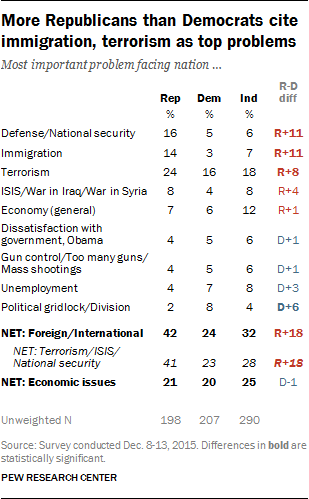 More Republicans than Democrats cite
immigration, terrorism as top problems
Most important problem facing nation ...
R-D
Rep Dem Ind diff
% % %
Defense/National security 16 5 6 R+11
Immigration 14 3 7 R+11
Terrorism 24 16 18 R+8
ISIS/War in Iraq/War in Syria 8 4 8 R+4
Economy (general) 7 6 12 R+1
Dissatisfaction with
government, Obama 4 5 6 D+1
Gun control/Too many guns/
Mass shootings 4 5 6 D+1
Unemployment 4 7 8 D+3
Political gridlock/Division 2 8 4 D+6
NET: Foreign/International 42 24 32 R+18
NET: Terrorism/ISIS/
National security 41 23 28 R+18
NET: Economic issues 21 20 25 D-1
Unweighted N 198 207 290
Source: Survey conducted Dec. 8-13, 2015. Differences in bold are
statistically significant.
PEW RESEARCH CENTER